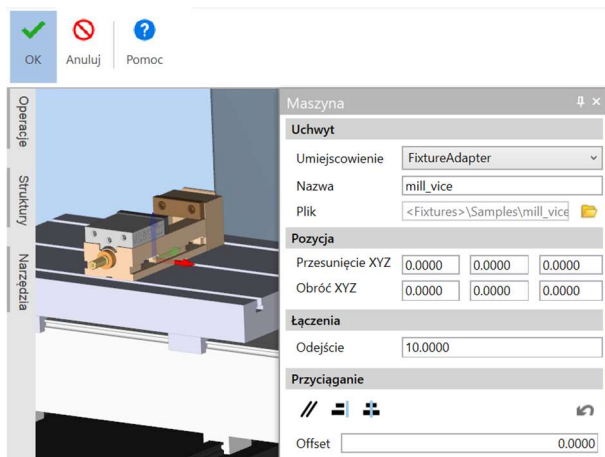 OK
Anuluj
Pomoc
Operacje
Struktury
Narzędzia
Maszyna
Uchwyt
Umiejscowienie FixtureAdapter
Nazwa mill_vice
Plik <Fixtures>\Samples\mill_vice
Pozycja
Przesunięcie XYZ 0.0000 0.0000 0.0000
Obróć XYZ 0.0000 0.0000 0.0000
Łączenia
Odejście 10.0000
Przyciąganie
Offset 0.0000